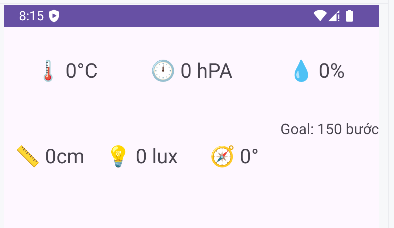 8:15
🌡️ 0°C 🕛 0 hPA 💧 0%
Goal: 150 bước
📏 0cm 💡 0 lux 🧭 0°